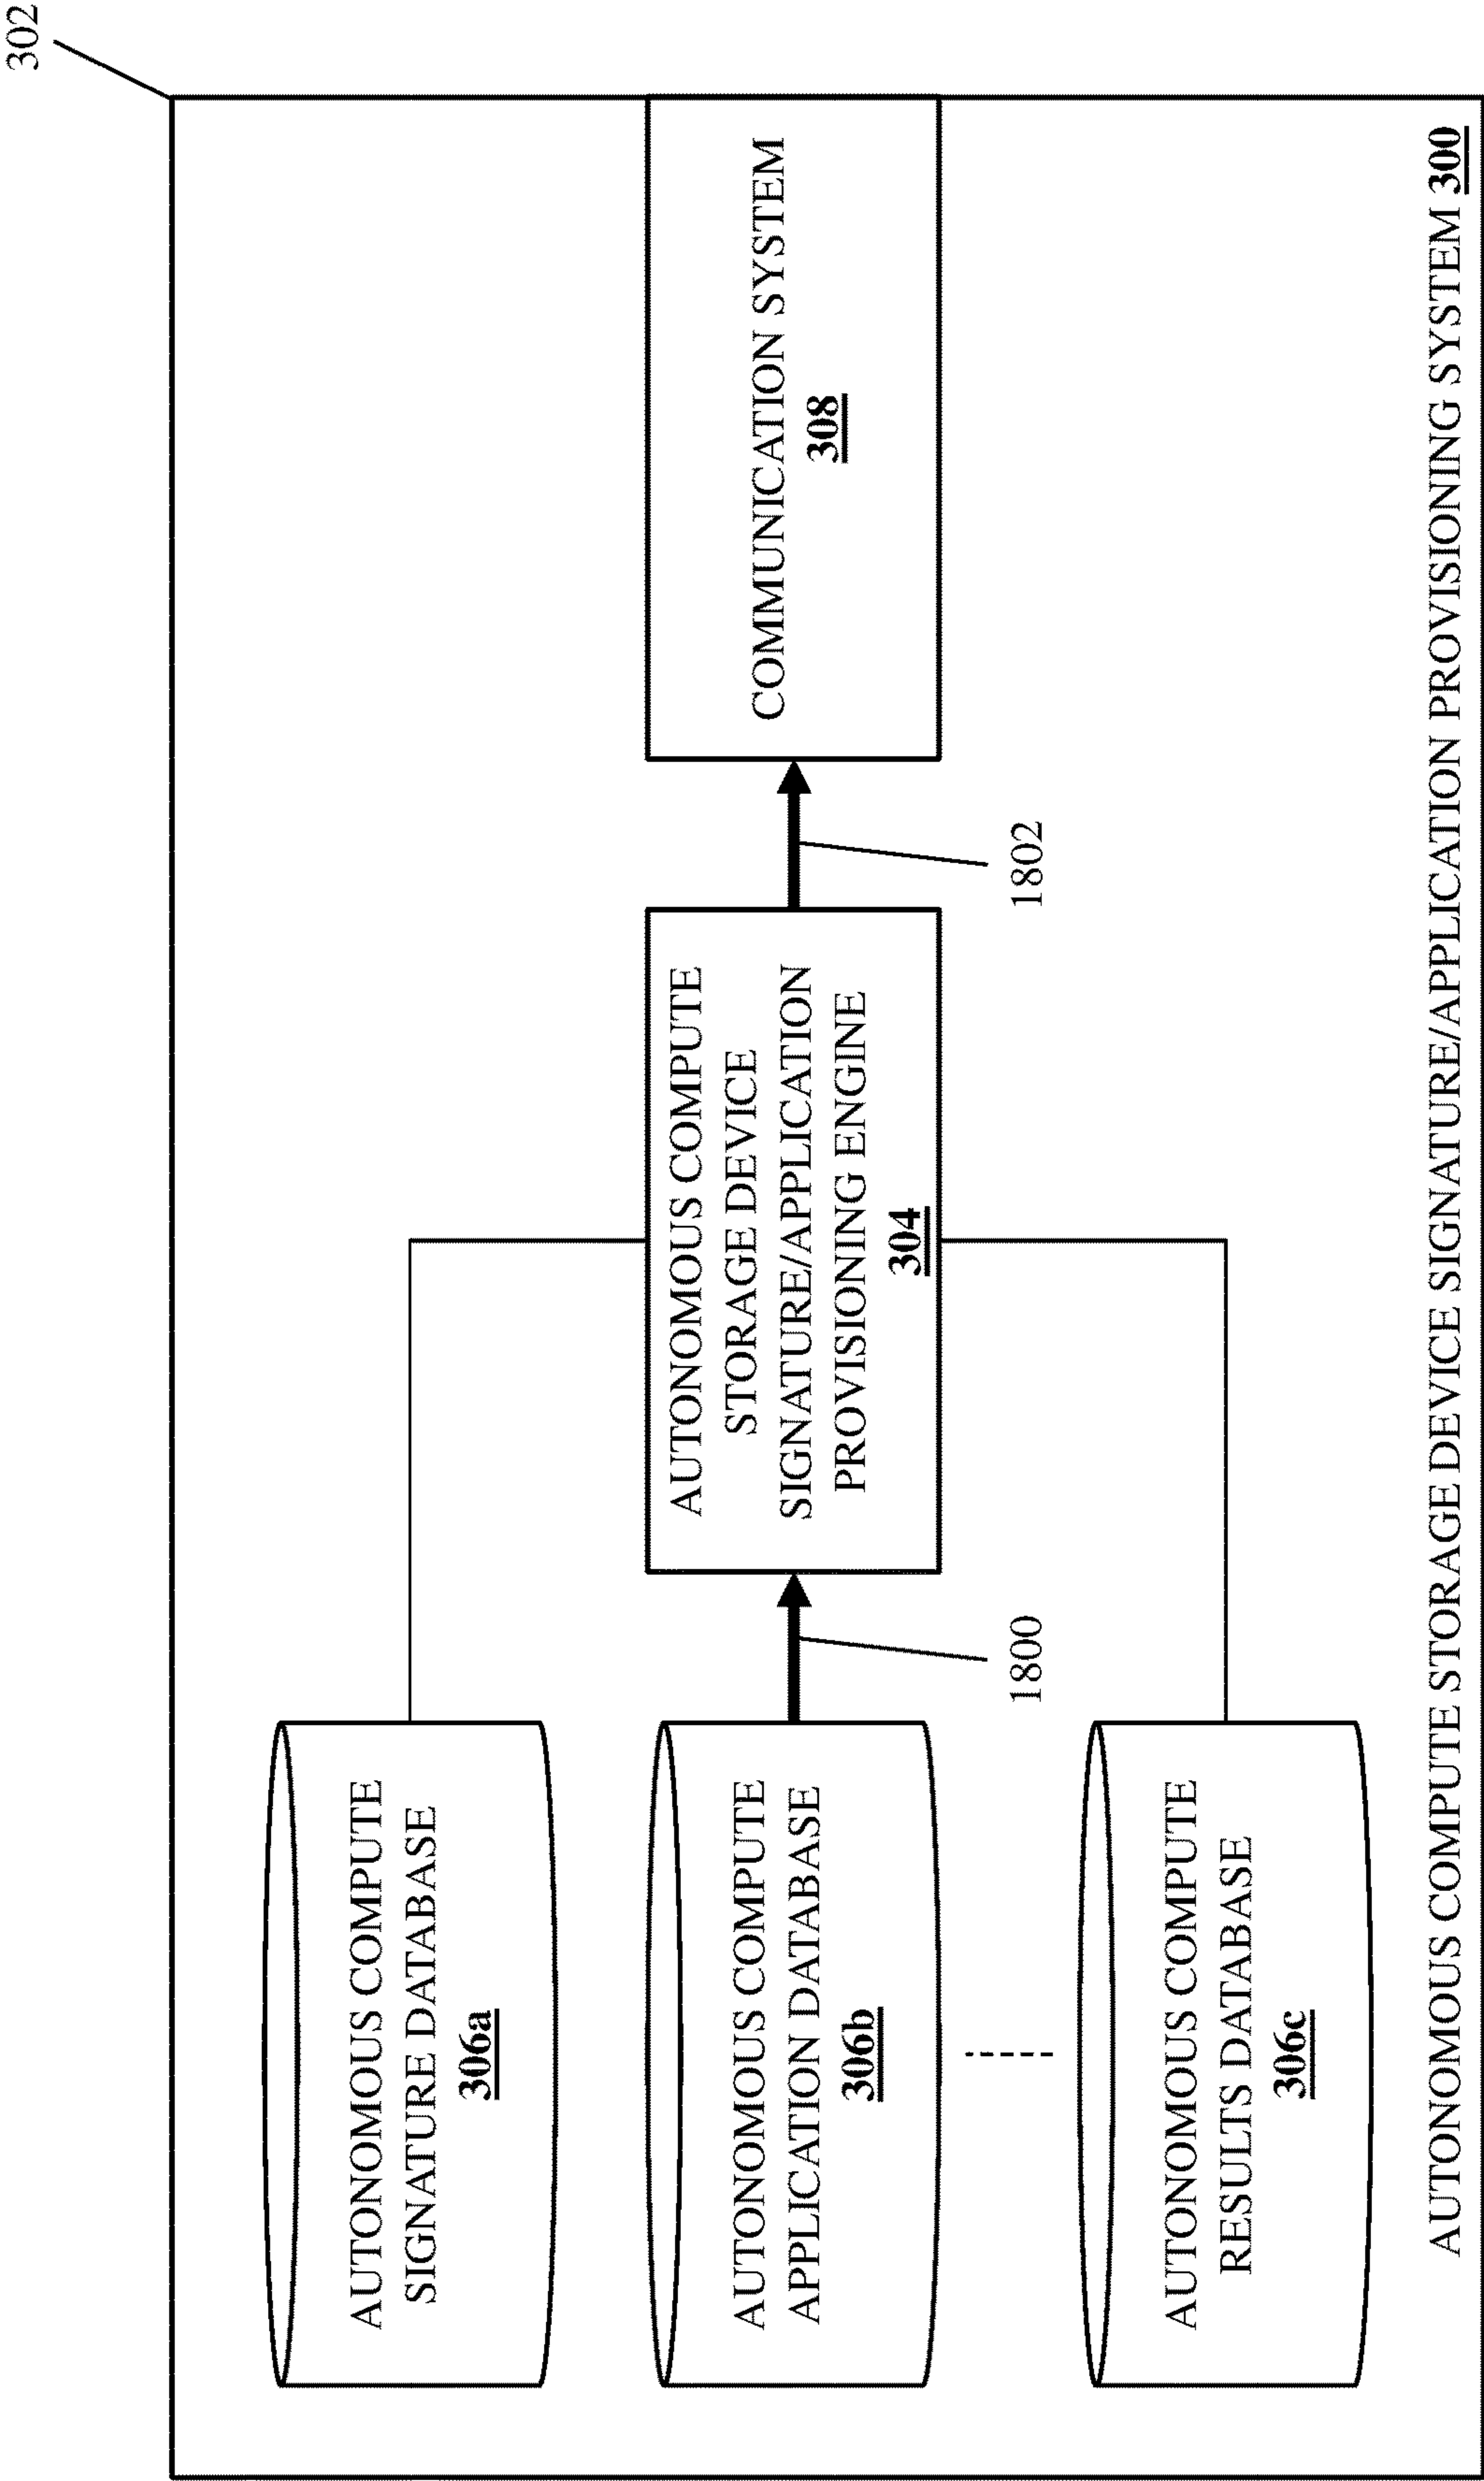 302
AUTONOMOUS COMPUTE
SIGNATURE DATABASE
306a
AUTONOMOUS COMPUTE
APPLICATION DATABASE
306b
1800
AUTONOMOUS COMPUTE
STORAGE DEVICE
SIGNATURE/APPLICATION
PROVISIONING ENGINE
304
1802
COMMUNICATION SYSTEM
308
AUTONOMOUS COMPUTE
RESULTS DATABASE
306c
AUTONOMOUS COMPUTE STORAGE DEVICE SIGNATURE/APPLICATION PROVISIONING SYSTEM 300